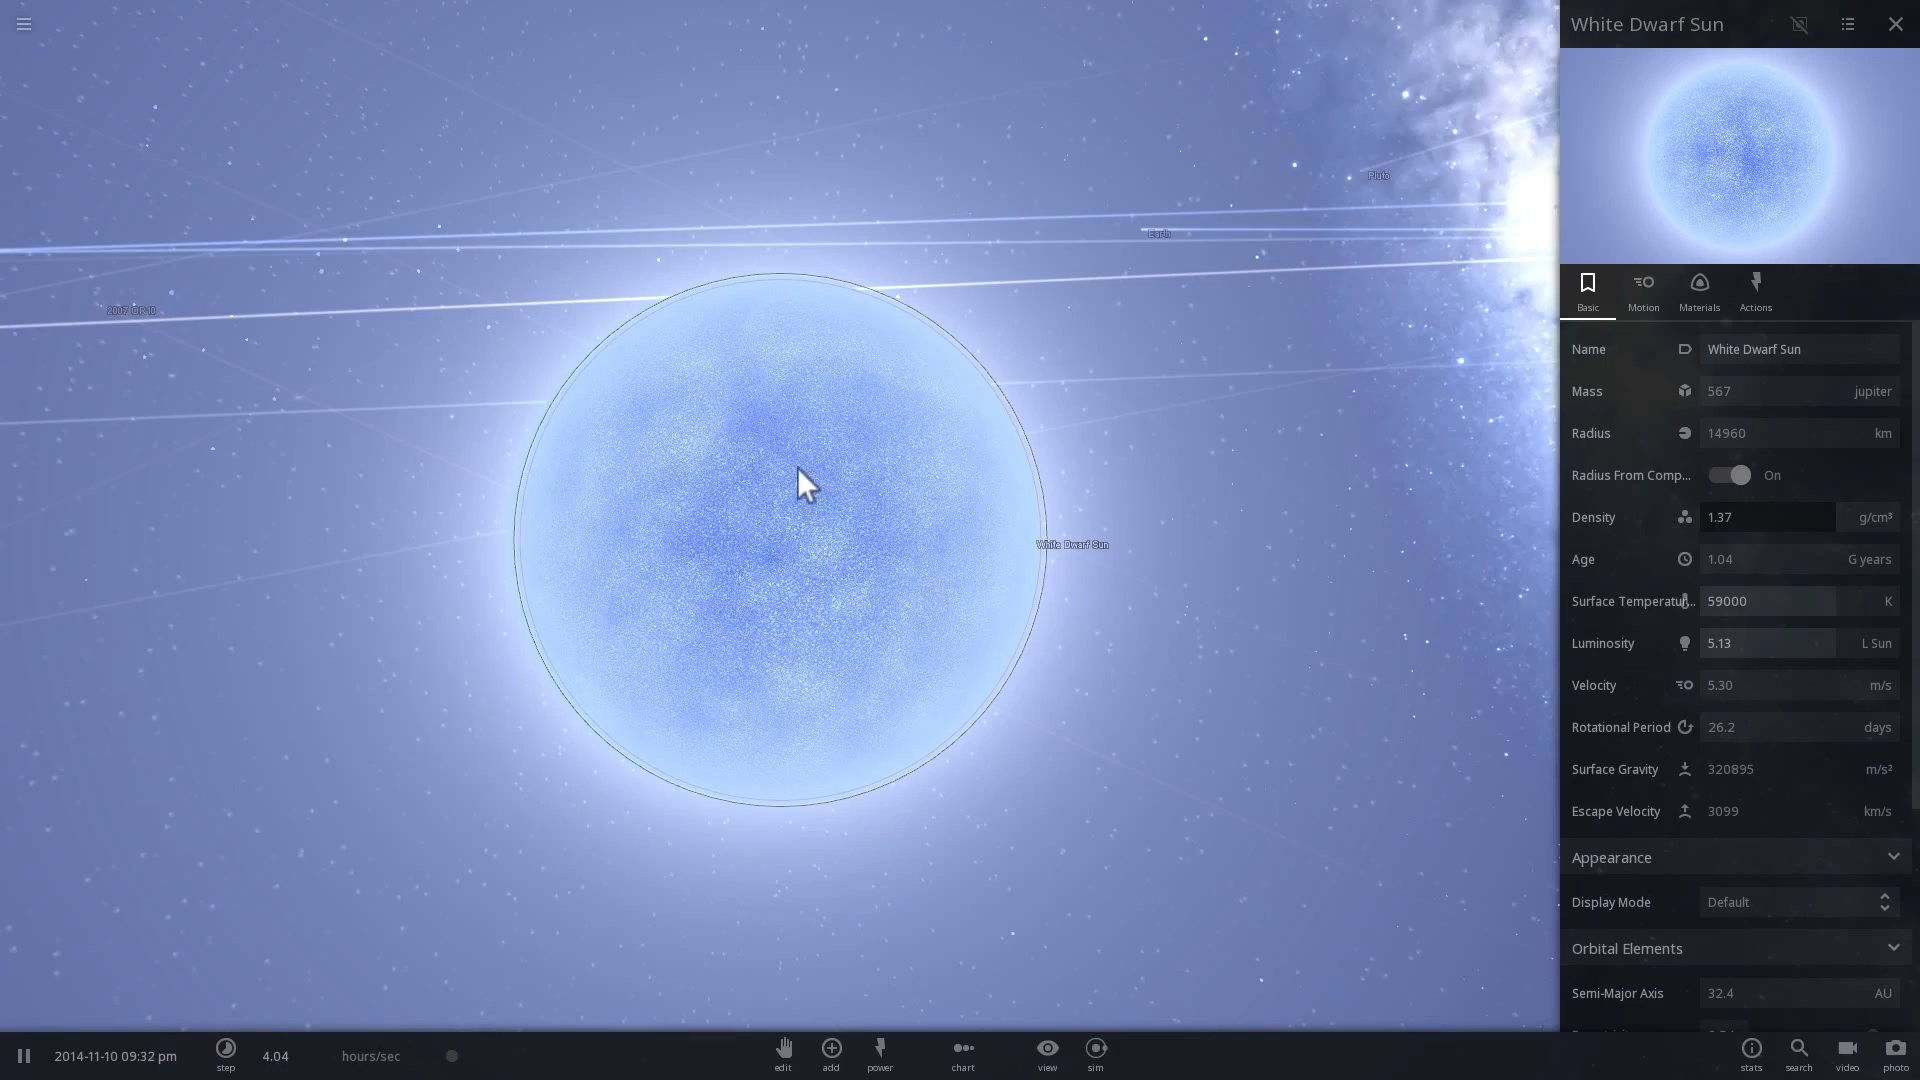 White Dwarf Sun
Pluto
Earth
2007 OR10
White Dwarf Sun
Basic
Motion
Materials
Actions
Name White Dwarf Sun
Mass 567 jupiter
Radius 14960 km
Radius From Comp... On
Density 1.37 g/cm³
Age 1.04 G years
Surface Temperatur... 59000 K
Luminosity 5.13 L Sun
Velocity 5.30 m/s
Rotational Period 26.2 days
Surface Gravity 320895 m/s²
Escape Velocity 3099 km/s
Appearance
Display Mode Default
Orbital Elements
Semi-Major Axis 32.4 AU
2014-11-10 09:32 pm
step
4.04 hours/sec
edit
add
power
chart
view
sim
stats
search
video
photo